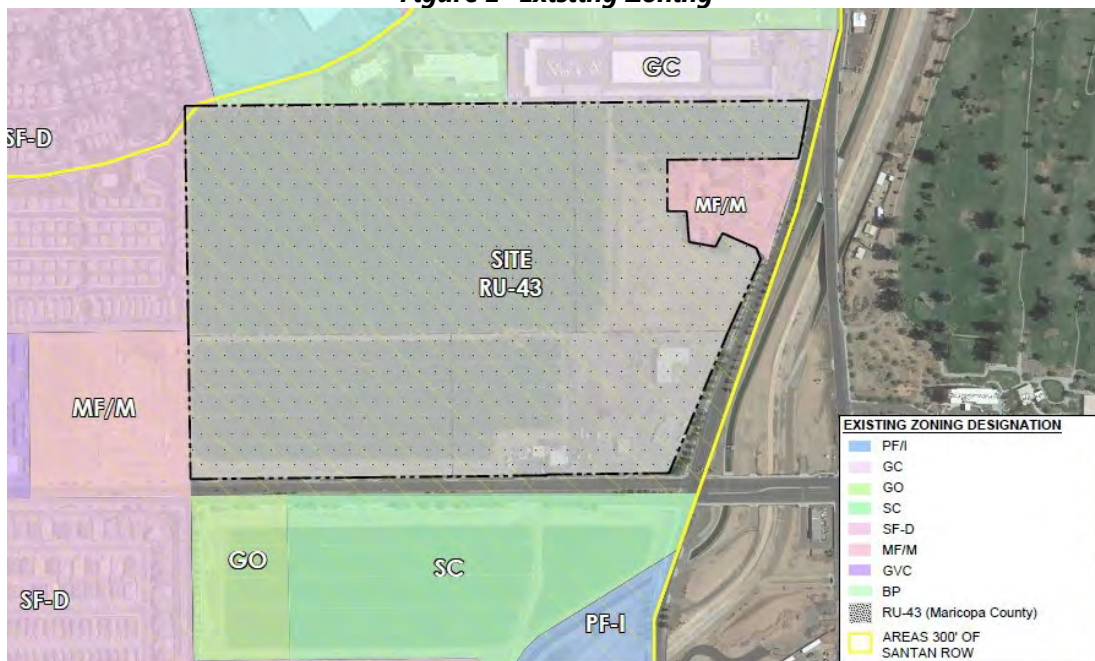 Figure 2 Existing Zoning
GC
SF-D
MF/M
SITE
RU-43
MF/M
GO
SC
SF-D
PF-I
EXISTING ZONING DESIGNATION
PF/I
GC
GO
SC
SF-D
MF/M
GVC
BP
RU-43 (Maricopa County)
AREAS 300' OF
SANTAN ROW